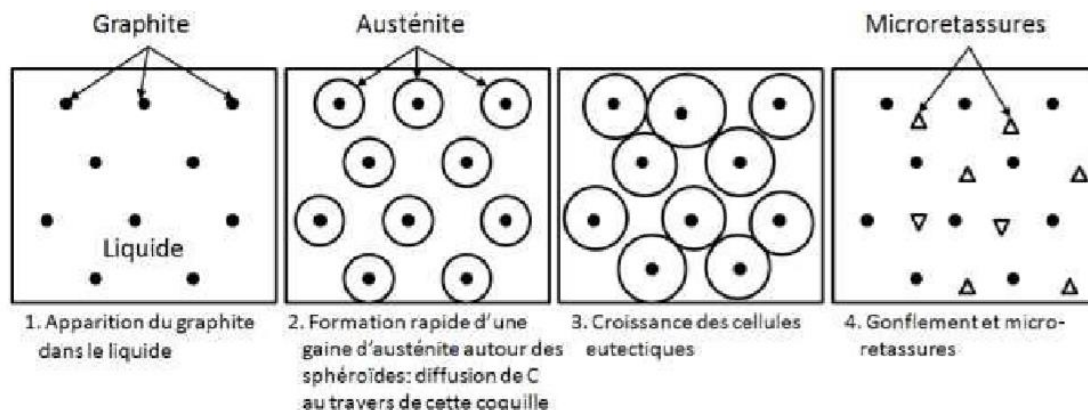 Graphite
Austénite
Microretassures
Liquide
1. Apparition du graphite
dans le liquide
2. Formation rapide d'une
gaine d'austénite autour des
sphéroïdes: diffusion de C
au travers de cette coquille
3. Croissance des cellules
eutectiques
4. Gonflement et micro-
retassures